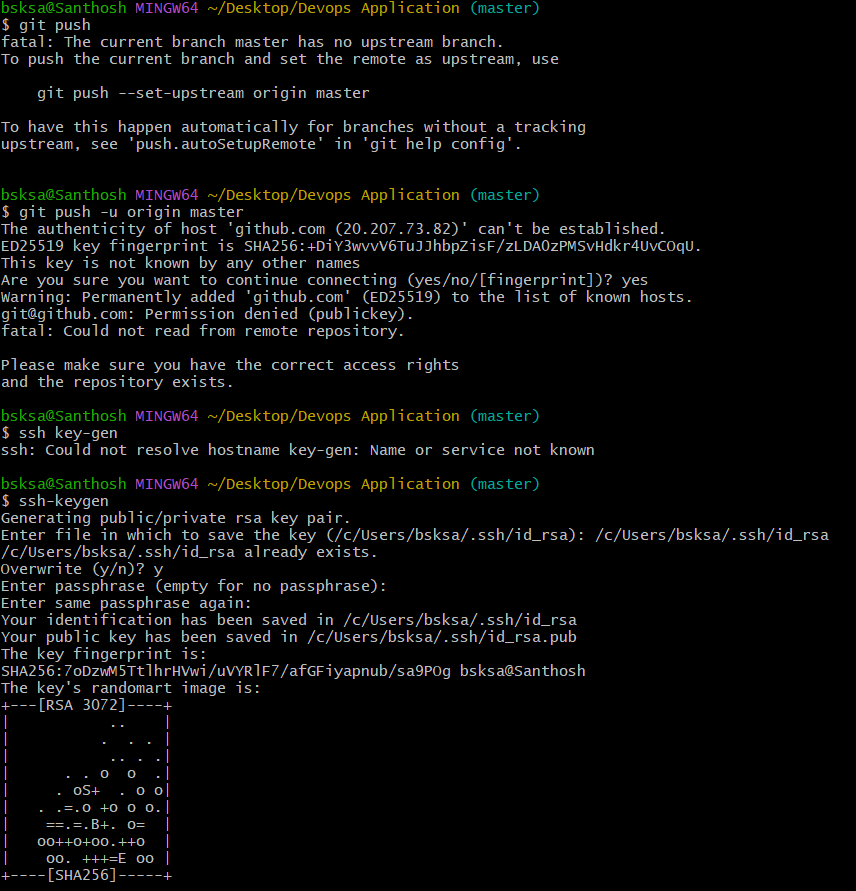 bsksa@Santhosh MINGW64 ~/Desktop/Devops Application (master)
$ git push
fatal: The current branch master has no upstream branch.
To push the current branch and set the remote as upstream, use

    git push --set-upstream origin master

To have this happen automatically for branches without a tracking
upstream, see 'push.autoSetupRemote' in 'git help config'.


bsksa@Santhosh MINGW64 ~/Desktop/Devops Application (master)
$ git push -u origin master
The authenticity of host 'github.com (20.207.73.82)' can't be established.
ED25519 key fingerprint is SHA256:+DiY3wvvV6TuJJhbpZisF/zLDA0zPMSvHdkr4UvCOqU.
This key is not known by any other names
Are you sure you want to continue connecting (yes/no/[fingerprint])? yes
Warning: Permanently added 'github.com' (ED25519) to the list of known hosts.
git@github.com: Permission denied (publickey).
fatal: Could not read from remote repository.

Please make sure you have the correct access rights
and the repository exists.

bsksa@Santhosh MINGW64 ~/Desktop/Devops Application (master)
$ ssh key-gen
ssh: Could not resolve hostname key-gen: Name or service not known

bsksa@Santhosh MINGW64 ~/Desktop/Devops Application (master)
$ ssh-keygen
Generating public/private rsa key pair.
Enter file in which to save the key (/c/Users/bsksa/.ssh/id_rsa): /c/Users/bsksa/.ssh/id_rsa
/c/Users/bsksa/.ssh/id_rsa already exists.
Overwrite (y/n)? y
Enter passphrase (empty for no passphrase):
Enter same passphrase again:
Your identification has been saved in /c/Users/bsksa/.ssh/id_rsa
Your public key has been saved in /c/Users/bsksa/.ssh/id_rsa.pub
The key fingerprint is:
SHA256:7oDzwM5TtlhrHVwi/uVYRlF7/afGFiyapnub/sa9POg bsksa@Santhosh
The key's randomart image is:
+---[RSA 3072]----+
|           ..    |
|          .  . . |
|           .. . .|
|      . . o  o  .|
|     . oS+  . o o|
|   . .=.o +o o o.|
|    ==.=.B+. o=  |
|   oo++o+oo.++o  |
|    oo. +++=E oo |
+----[SHA256]-----+